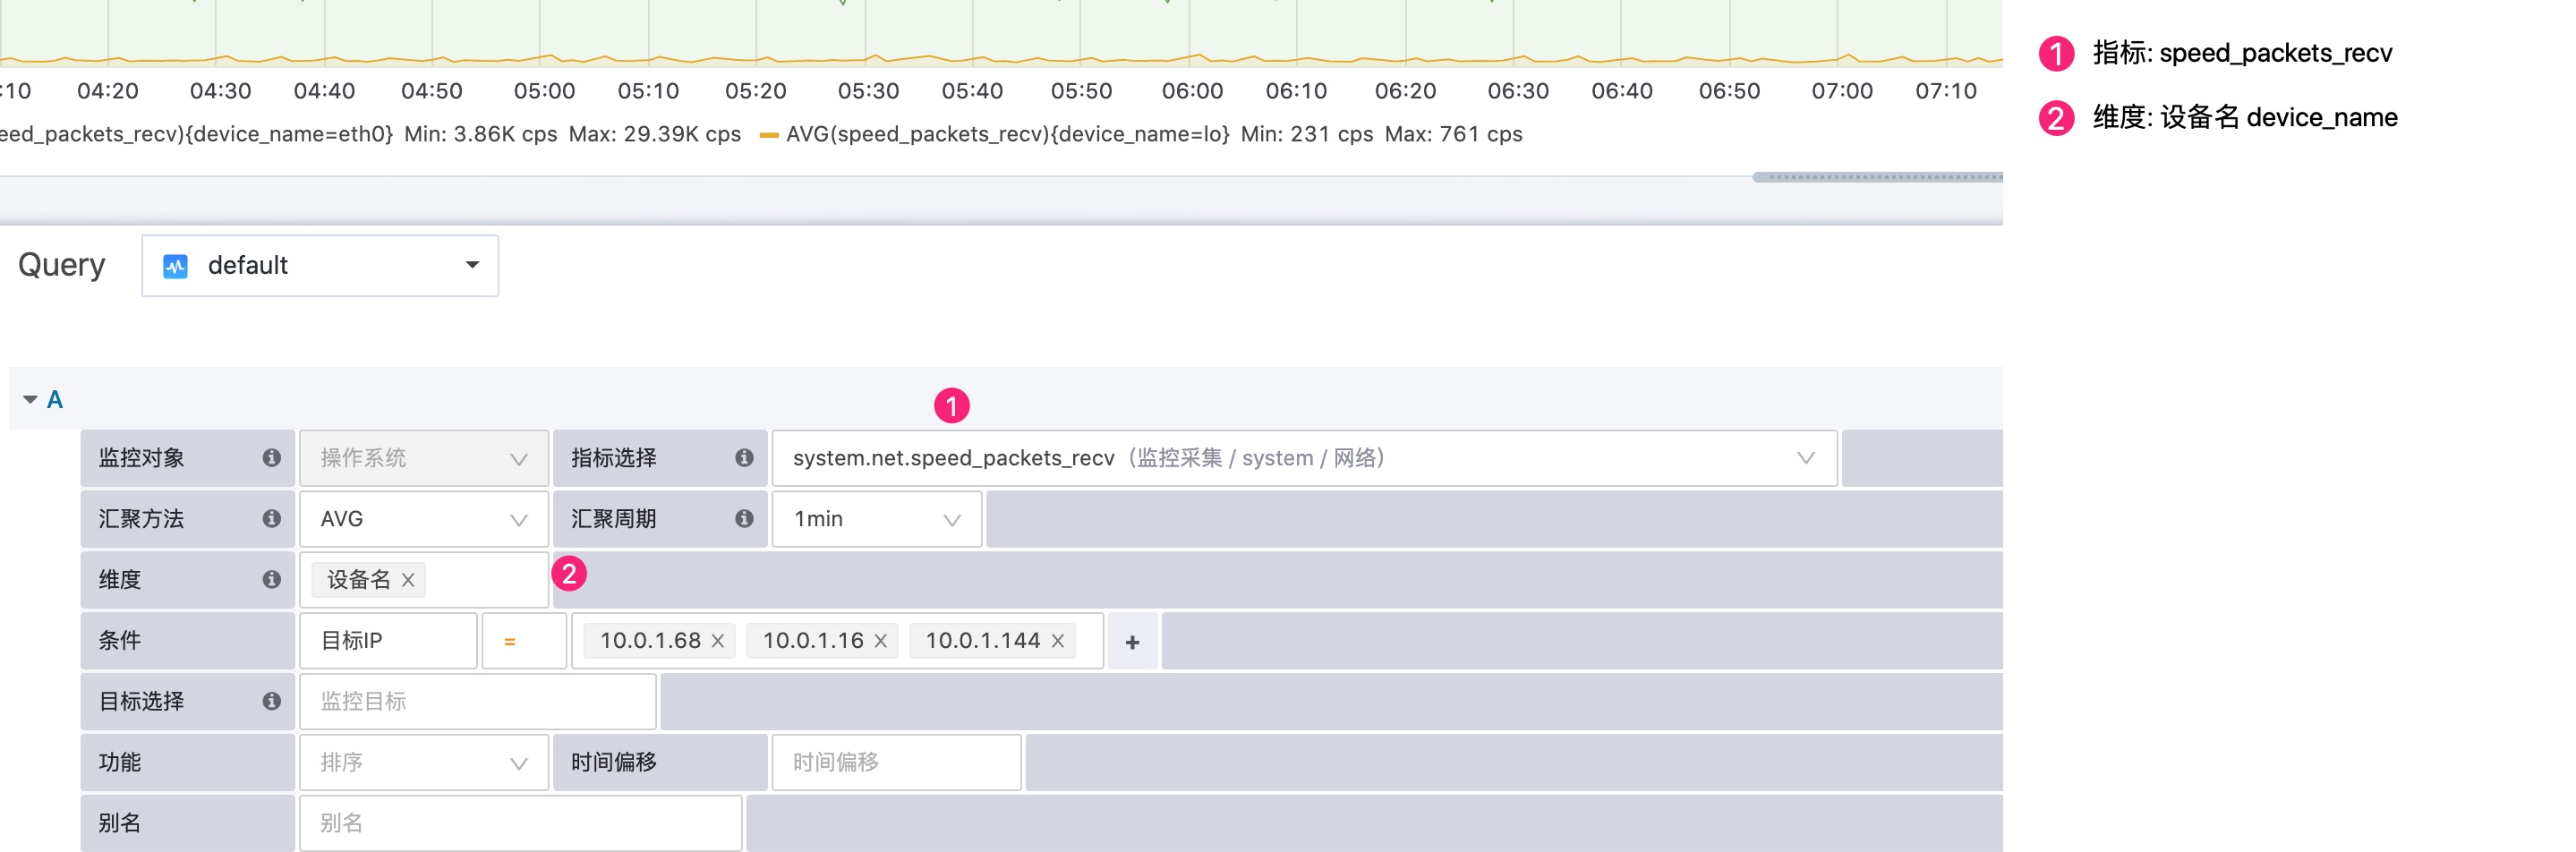 :10 04:20 04:30 04:40 04:50 05:00 05:10 05:20 05:30 05:40 05:50 06:00 06:10 06:20 06:30 06:40 06:50 07:00 07:10
eed_packets_recv){device_name=eth0} Min: 3.86K cps Max: 29.39K cps AVG(speed_packets_recv){device_name=lo} Min: 231 cps Max: 761 cps
1 指标: speed_packets_recv
2 维度: 设备名 device_name
Query default
A
1
监控对象 操作系统 指标选择 system.net.speed_packets_recv（监控采集 / system / 网络）
汇聚方法 AVG 汇聚周期 1min
维度 设备名 × 2
条件 目标IP = 10.0.1.68 × 10.0.1.16 × 10.0.1.144 × +
目标选择 监控目标
功能 排序 时间偏移 时间偏移
别名 别名